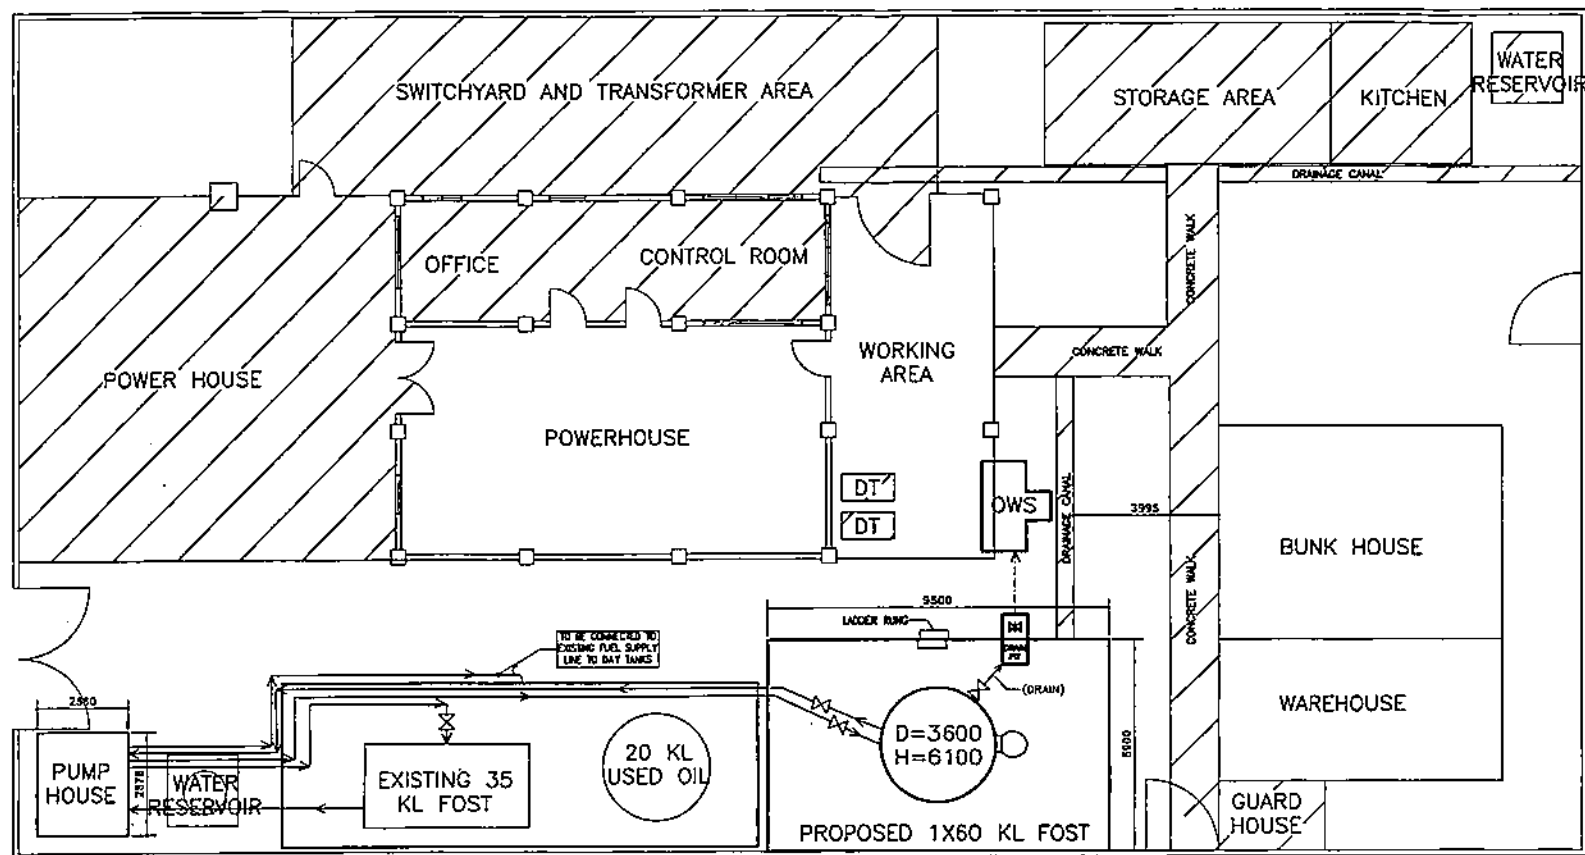 SWITCHYARD AND TRANSFORMER AREA
STORAGE AREA
KITCHEN
WATER
RESERVOIR
DRAINAGE CANAL
CONCRETE WALK
OFFICE
CONTROL ROOM
POWER HOUSE
WORKING
AREA
CONCRETE WALK
POWERHOUSE
DT
DT
OWS
DRAINAGE CANAL
3995
BUNK HOUSE
CONCRETE WALK
9500
LADDER RUNG
DRAIN
PIT
TO BE CONNECTED TO
EXISTING FUEL SUPPLY
LINE TO DAY TANKS
(DRAIN)
WAREHOUSE
D=3600
H=6100
5900
20 KL
USED OIL
EXISTING 35
KL FOST
PUMP
HOUSE
WATER
RESERVOIR
PROPOSED 1X60 KL FOST
GUARD
HOUSE